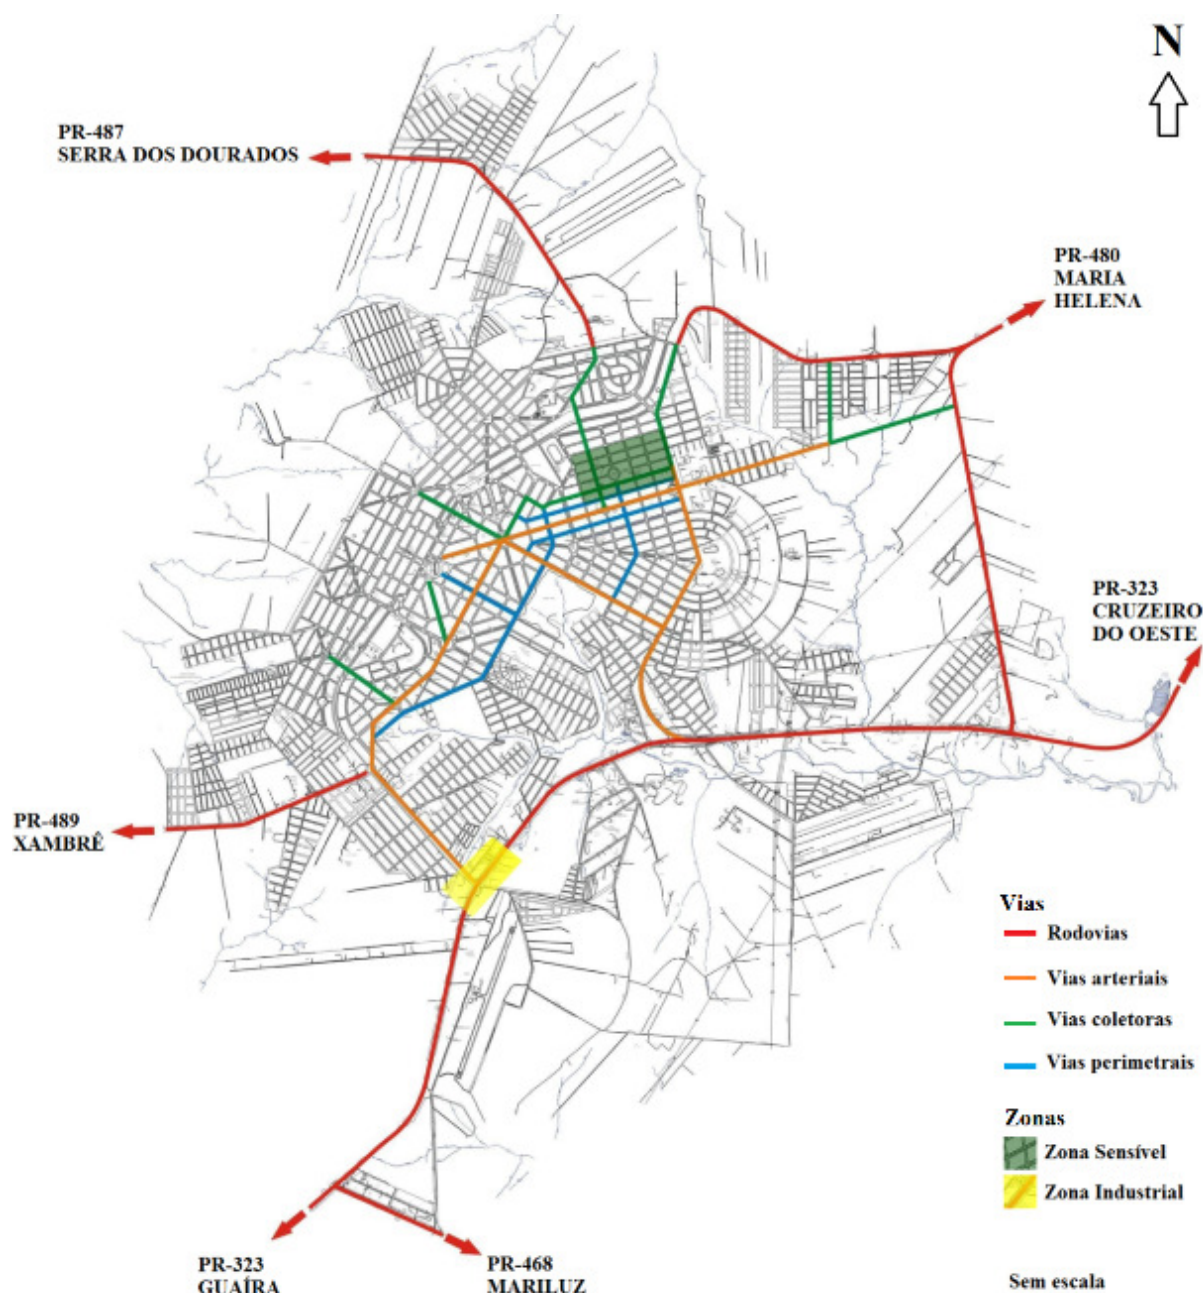 N
PR-487
SERRA DOS DOURADOS
PR-480
MARIA
HELENA
PR-323
CRUZEIRO
DO OESTE
PR-489
XAMBRÊ
Vias
Rodovias
Vias arteriais
Vias coletoras
Vias perimetrais
Zonas
Zona Sensível
Zona Industrial
PR-323
GUAÍRA
PR-468
MARILUZ
Sem escala